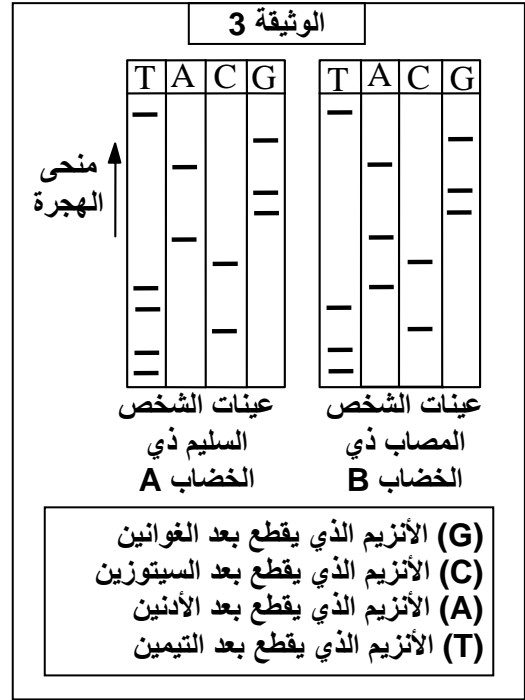 الوثيقة 3
T A C G T A C G
منحى
الهجرة
عينات الشخص
السليم ذي
الخضاب A
عينات الشخص
المصاب ذي
الخضاب B
(G) الأنزيم الذي يقطع بعد الغوانين
(C) الأنزيم الذي يقطع بعد السيتوزين
(A) الأنزيم الذي يقطع بعد الأدنين
(T) الأنزيم الذي يقطع بعد التيمين